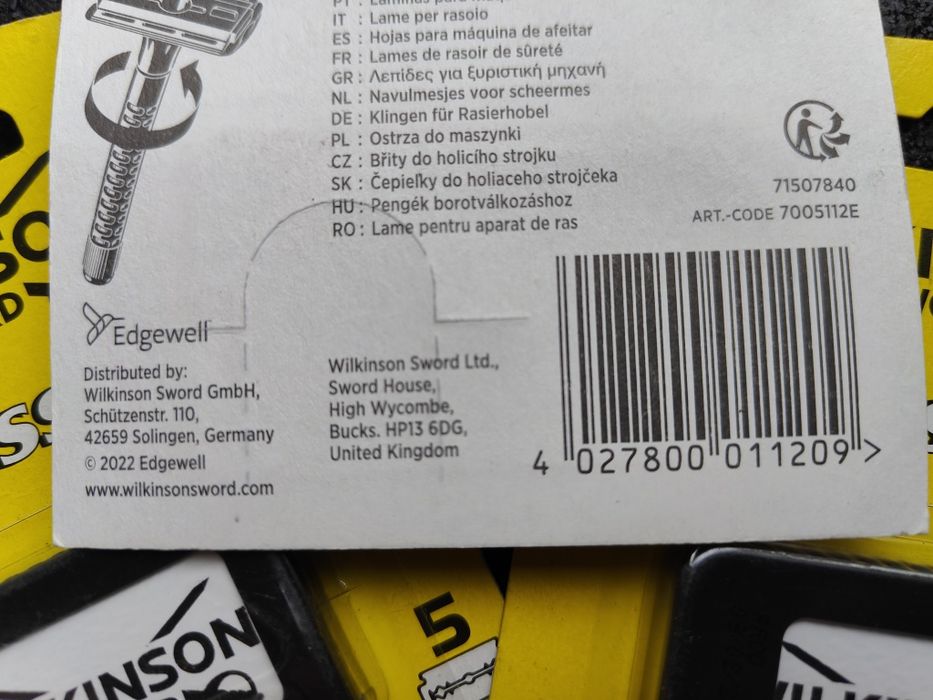 PT : Laminas para
IT : Lame per rasoio
ES : Hojas para máquina de afeitar
FR : Lames de rasoir de sûreté
GR : Λεπίδες για ξυριστική μηχανή
NL : Navulmesjes voor scheermes
DE : Klingen für Rasierhobel
PL : Ostrza do maszynki
CZ : Břity do holicího strojku
SK : Čepieľky do holiaceho strojčeka
HU : Pengék borotválkozáshoz
RO : Lame pentru aparat de ras
71507840
ART.-CODE 7005112E
Edgewell
Distributed by:
Wilkinson Sword GmbH,
Schützenstr. 110,
42659 Solingen, Germany
© 2022 Edgewell
www.wilkinsonsword.com
Wilkinson Sword Ltd.,
Sword House,
High Wycombe,
Bucks. HP13 6DG,
United Kingdom
4 027800 011209 >
5